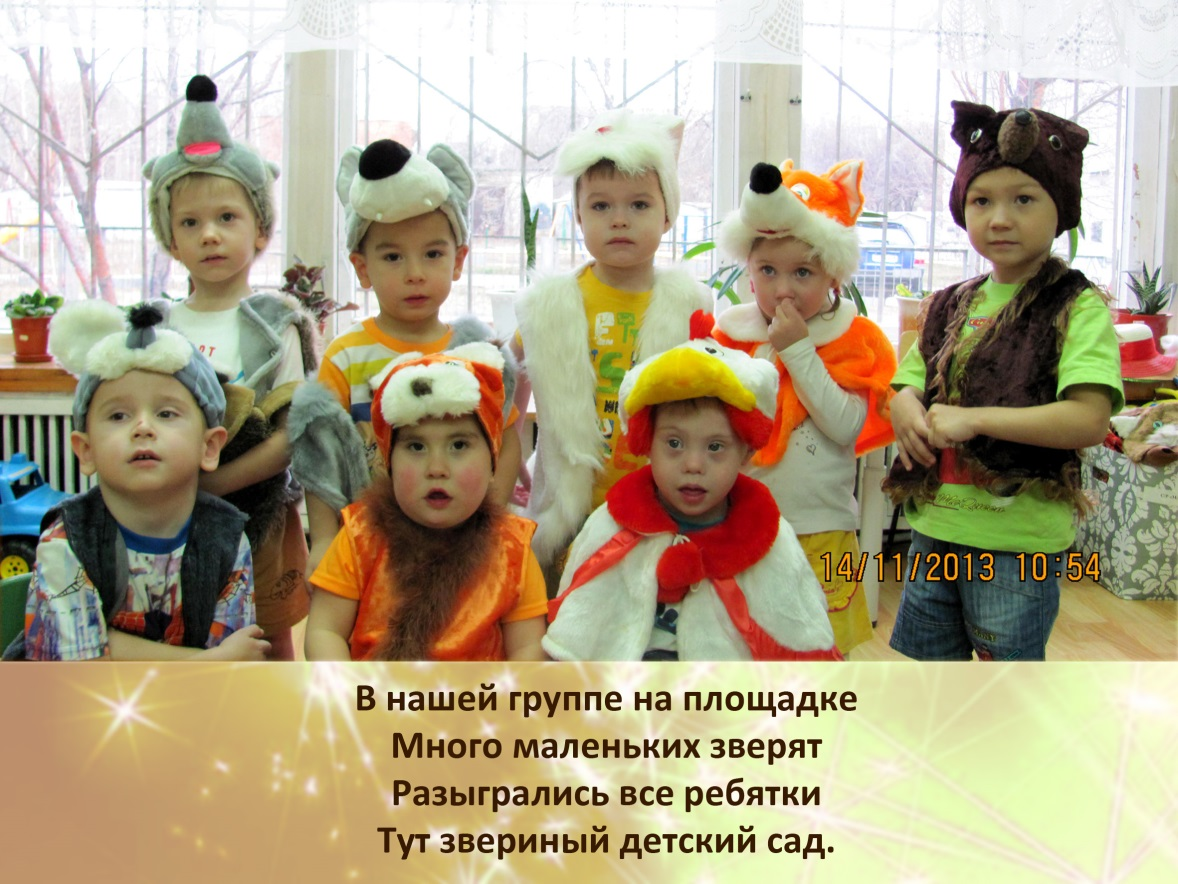 14/11/2013 10:54
В нашей группе на площадке
Много маленьких зверят
Разыгрались все ребятки
Тут звериный детский сад.